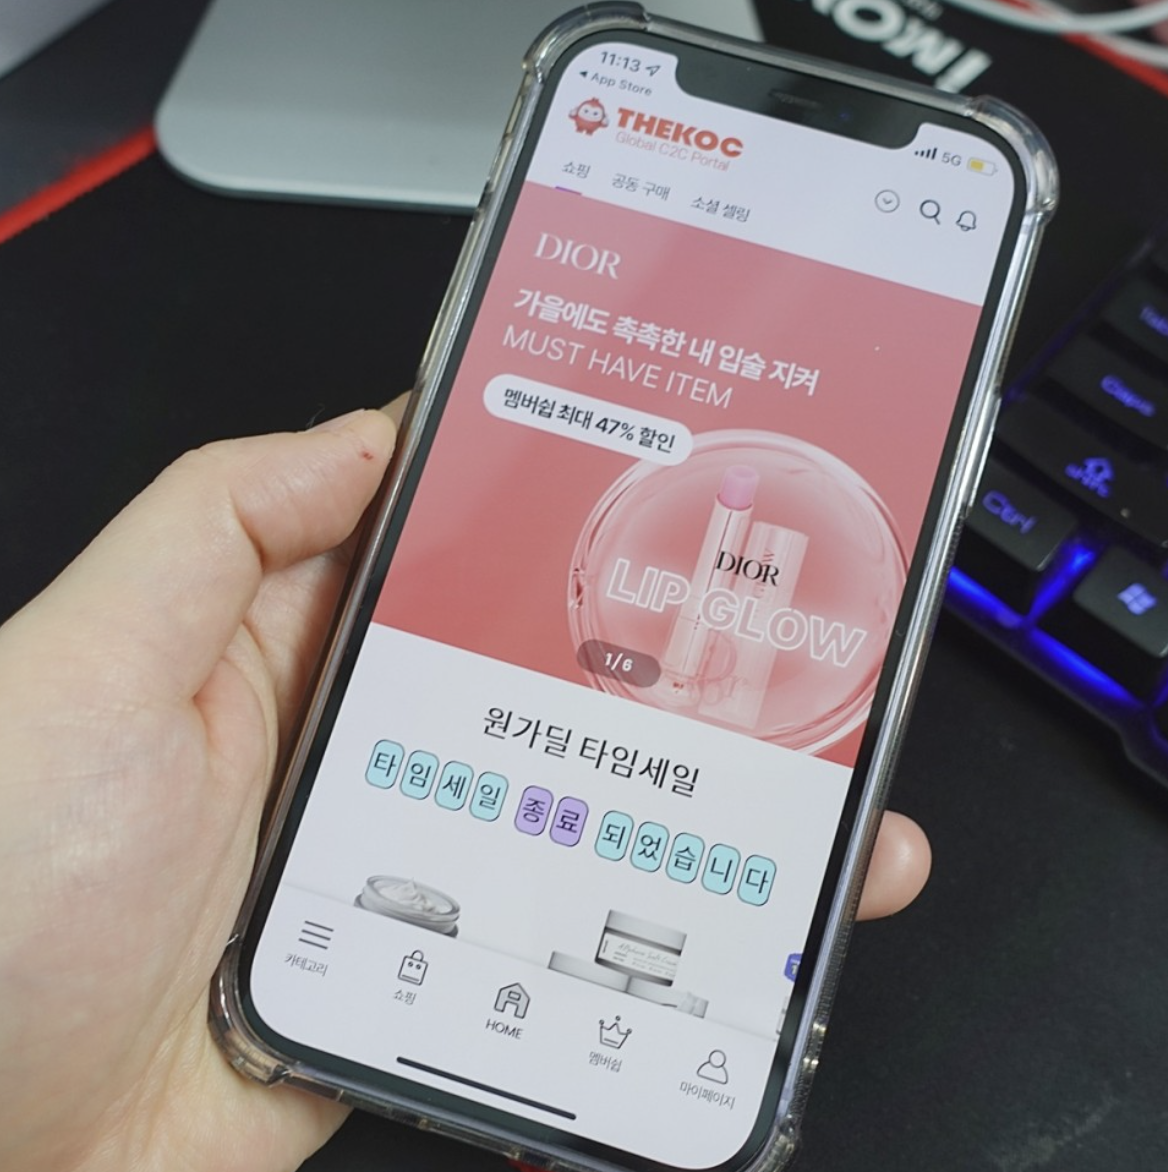 11:13
App Store
5G
THEKOC
Global C2C Portal
쇼핑 공동 구매 소셜 셀링
DIOR
가을에도 촉촉한 내 입술 지켜
MUST HAVE ITEM
멤버쉽 최대 47% 할인
DIOR
LIP GLOW
1/6
원가딜 타임세일
타임세일 종료 되었습니다
카테고리
쇼핑
HOME
멤버쉽
마이페이지
Caps
Ctrl